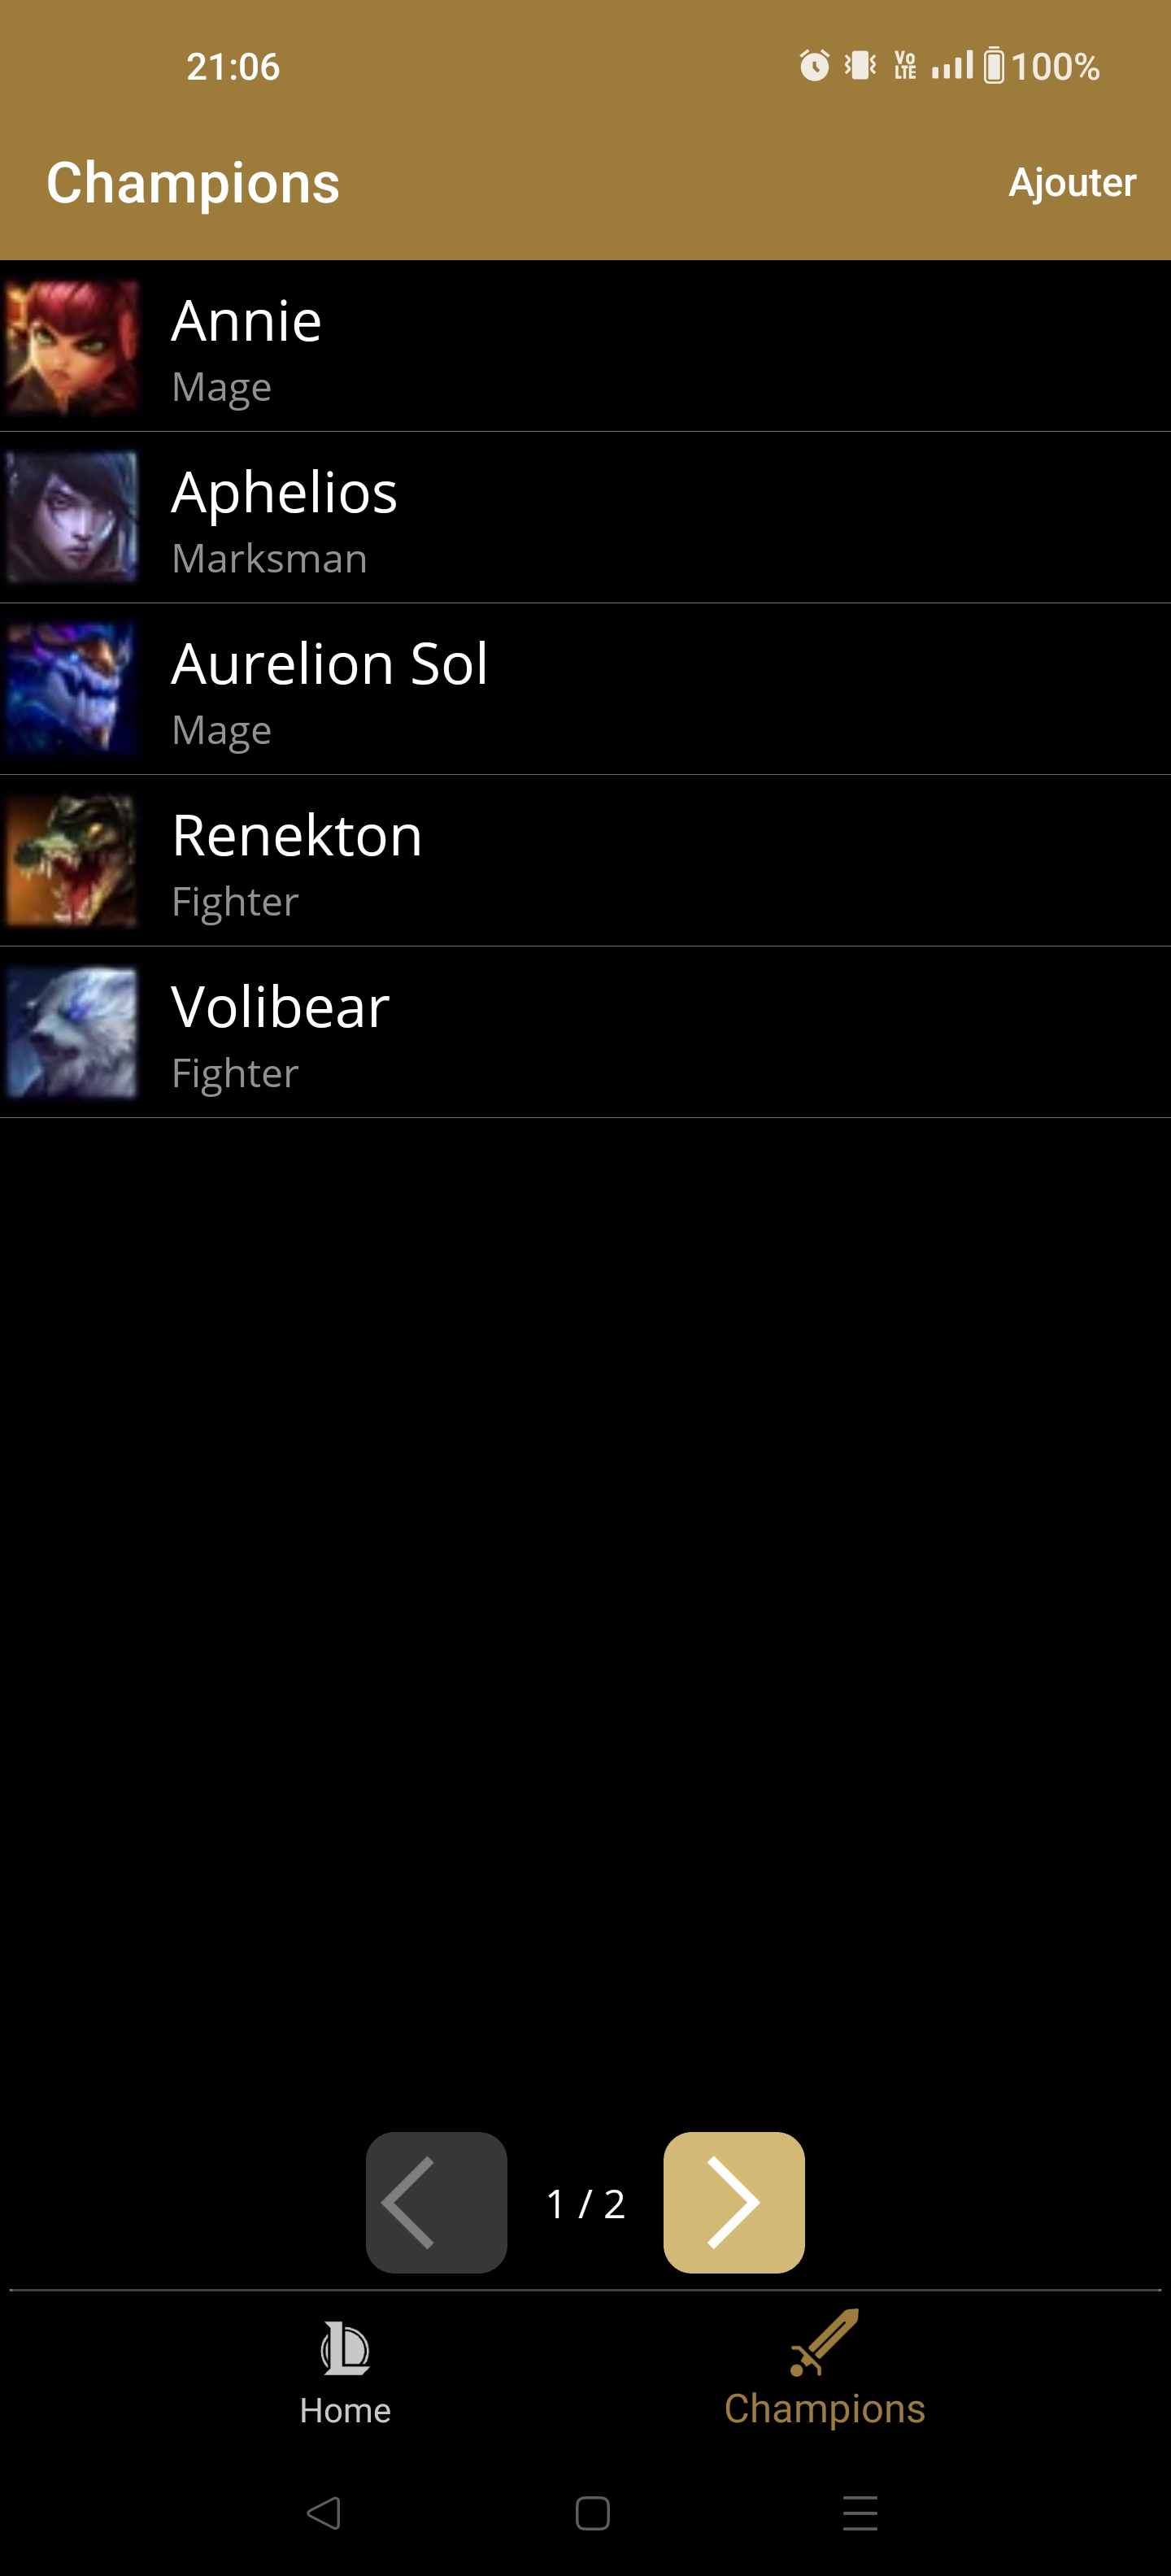 21:06 Vo LTE 100%
Champions Ajouter
Annie
Mage
Aphelios
Marksman
Aurelion Sol
Mage
Renekton
Fighter
Volibear
Fighter
1 / 2
Home Champions